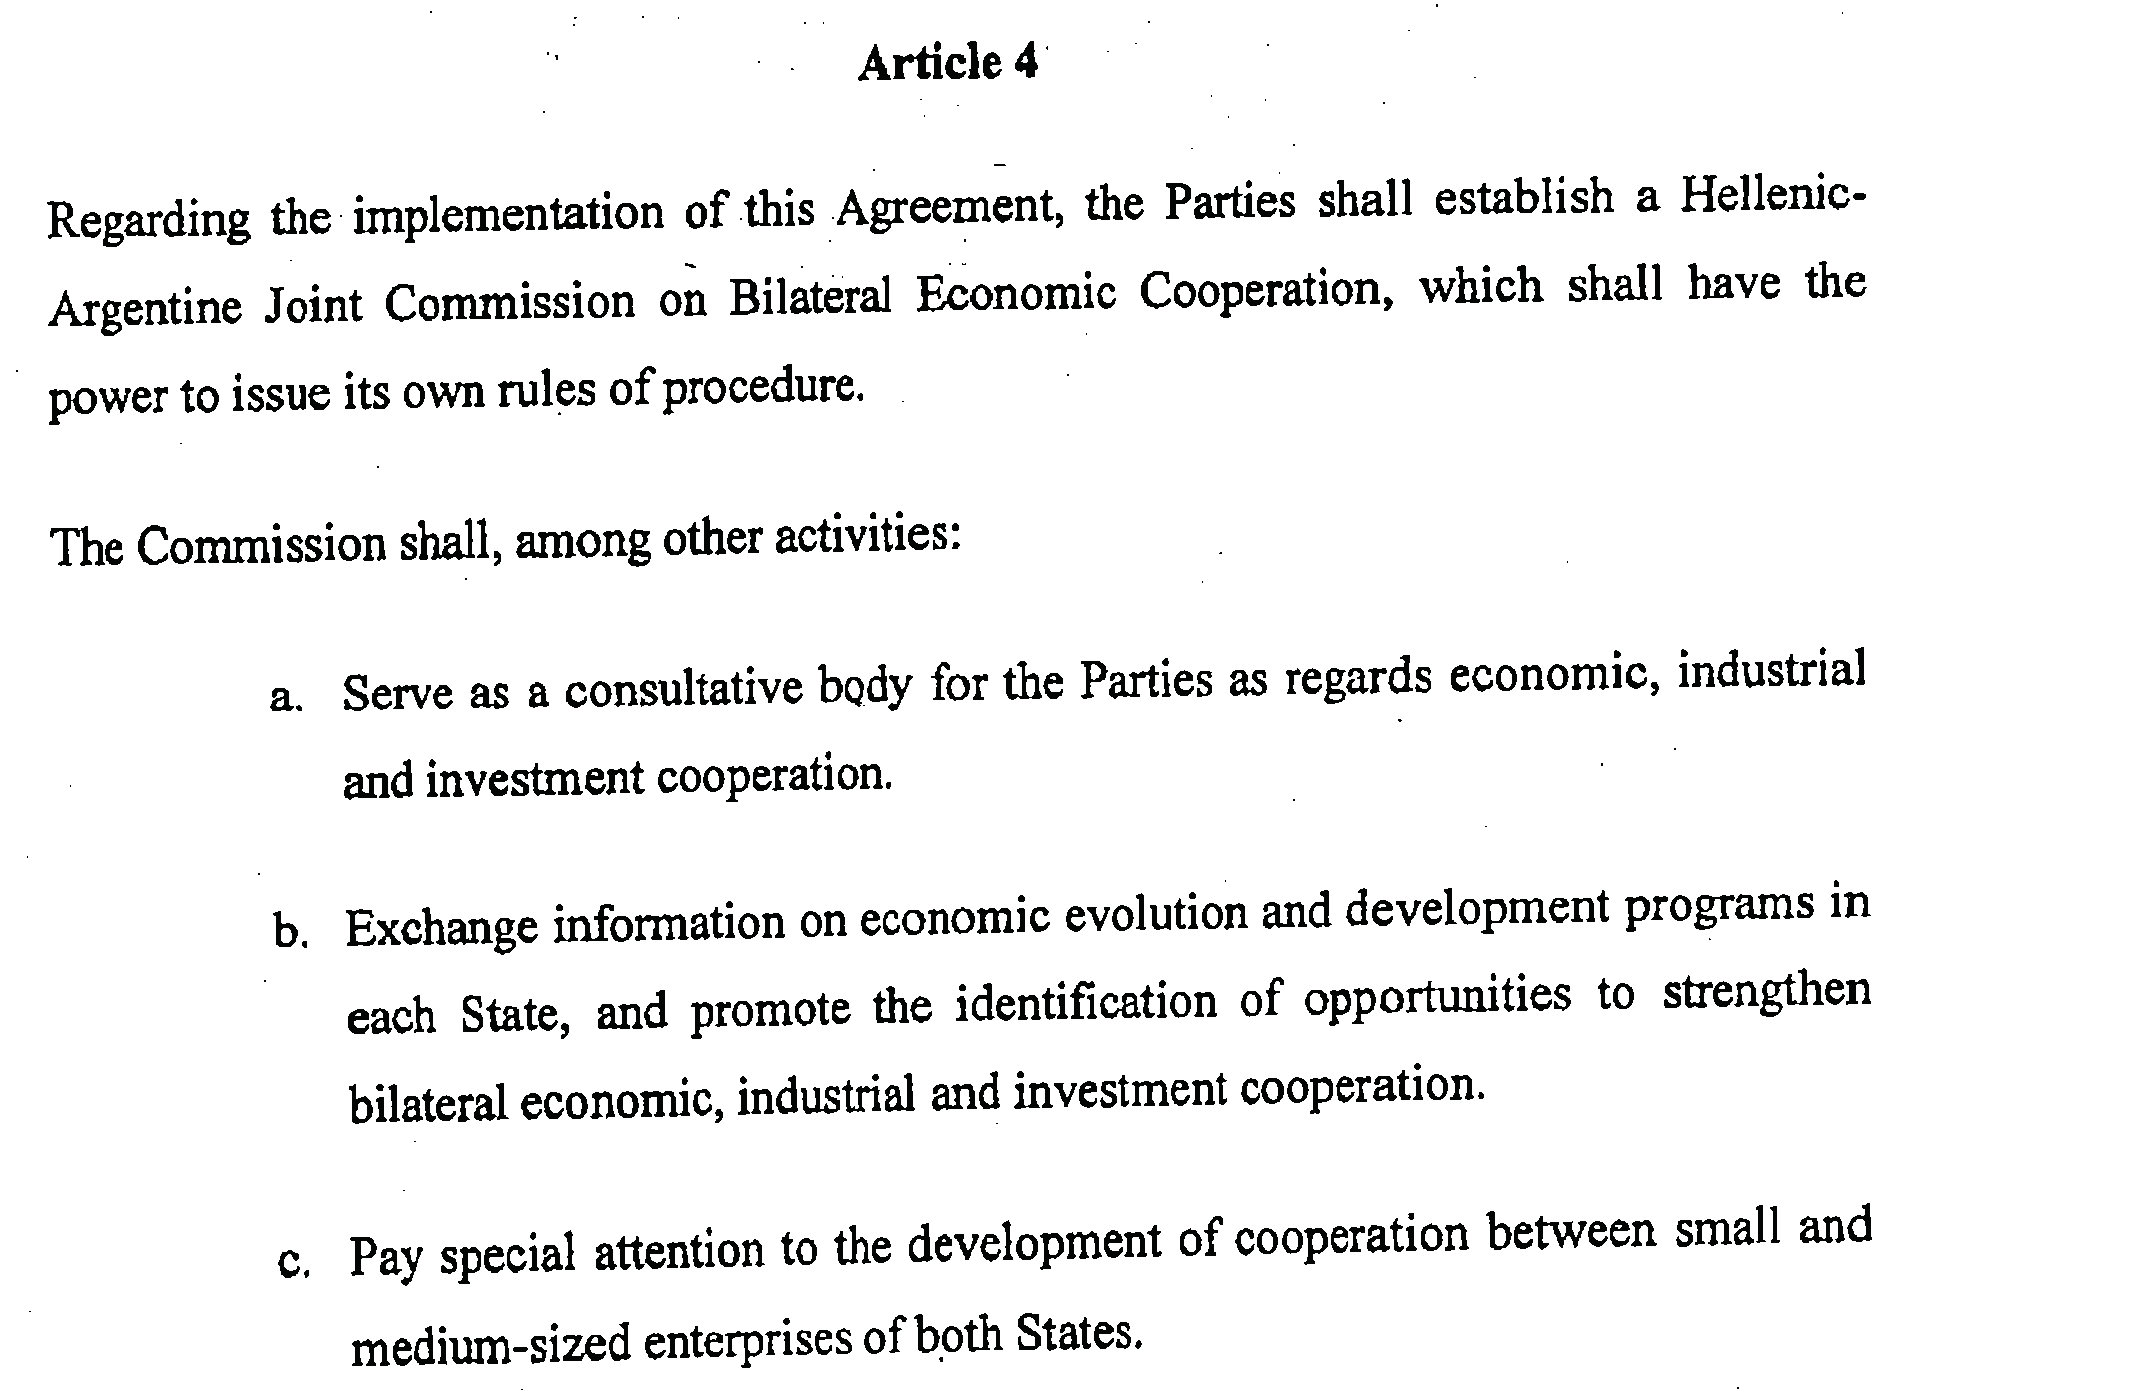 Article 4
Regarding the implementation of this Agreement, the Parties shall establish a Hellenic-
Argentine Joint Commission on Bilateral Economic Cooperation, which shall have the
power to issue its own rules of procedure.
The Commission shall, among other activities:
a. Serve as a consultative body for the Parties as regards economic, industrial
and investment cooperation.
b. Exchange information on economic evolution and development programs in
each State, and promote the identification of opportunities to strengthen
bilateral economic, industrial and investment cooperation.
c. Pay special attention to the development of cooperation between small and
medium-sized enterprises of both States.